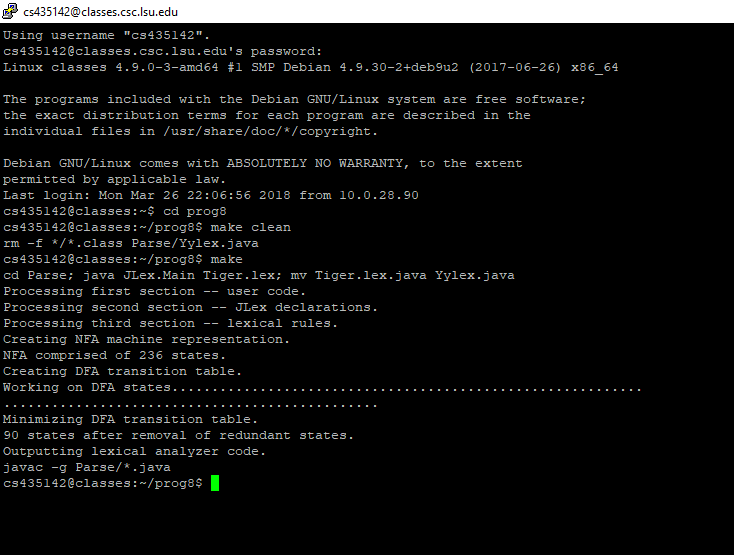 cs435142@classes.csc.lsu.edu
Using username "cs435142".
cs435142@classes.csc.lsu.edu's password:
Linux classes 4.9.0-3-amd64 #1 SMP Debian 4.9.30-2+deb9u2 (2017-06-26) x86_64
The programs included with the Debian GNU/Linux system are free software;
the exact distribution terms for each program are described in the
individual files in /usr/share/doc/*/copyright.
Debian GNU/Linux comes with ABSOLUTELY NO WARRANTY, to the extent
permitted by applicable law.
Last login: Mon Mar 26 22:06:56 2018 from 10.0.28.90
cs435142@classes:~$ cd prog8
cs435142@classes:~/prog8$ make clean
rm -f */*.class Parse/Yylex.java
cs435142@classes:~/prog8$ make
cd Parse; java JLex.Main Tiger.lex; mv Tiger.lex.java Yylex.java
Processing first section -- user code.
Processing second section -- JLex declarations.
Processing third section -- lexical rules.
Creating NFA machine representation.
NFA comprised of 236 states.
Creating DFA transition table.
Working on DFA states...........................................................
...............................................
Minimizing DFA transition table.
90 states after removal of redundant states.
Outputting lexical analyzer code.
javac -g Parse/*.java
cs435142@classes:~/prog8$